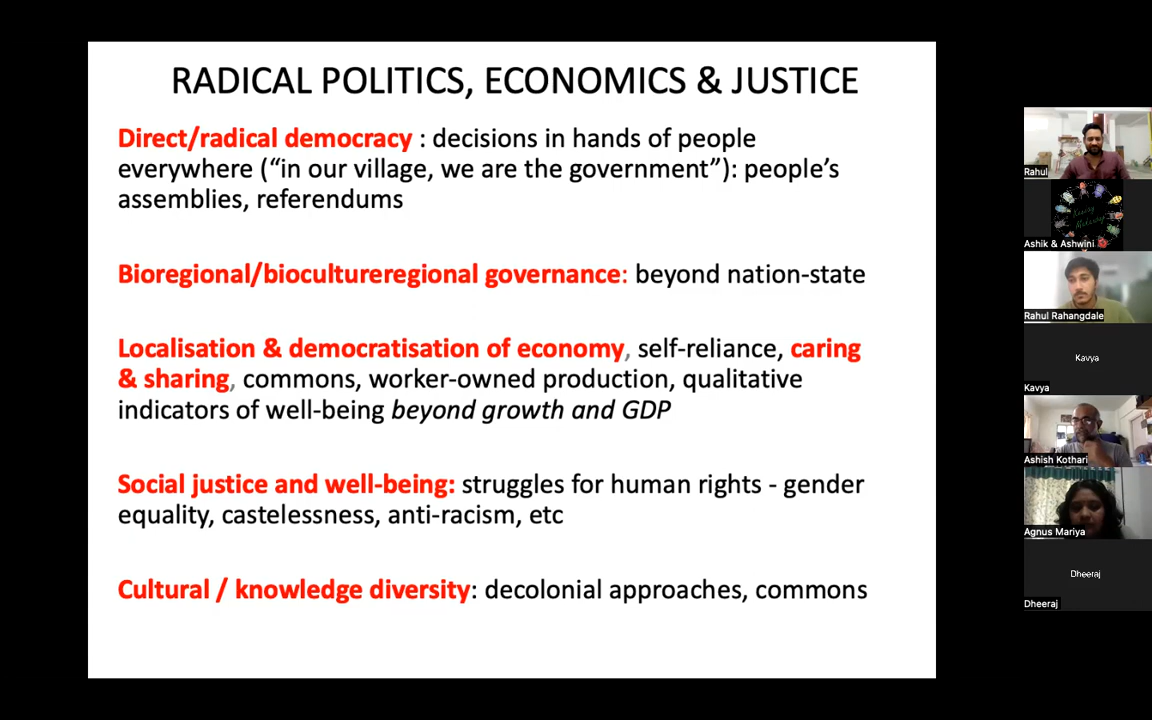 RADICAL POLITICS, ECONOMICS & JUSTICE
Direct/radical democracy : decisions in hands of people
everywhere (“in our village, we are the government”): people’s
assemblies, referendums
Bioregional/biocultureregional governance: beyond nation-state
Localisation & democratisation of economy, self-reliance, caring
& sharing, commons, worker-owned production, qualitative
indicators of well-being beyond growth and GDP
Social justice and well-being: struggles for human rights - gender
equality, castelessness, anti-racism, etc
Cultural / knowledge diversity: decolonial approaches, commons
Rahul
Ashik & Ashwini
Rahul Rahangdale
Kavya
Kavya
Ashish Kothari
Agnus Mariya
Dheeraj
Dheeraj